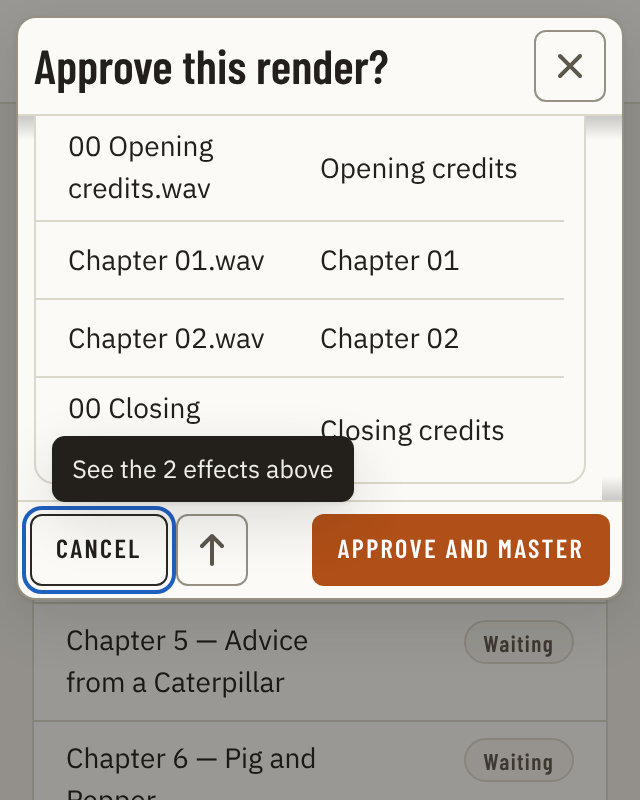 Approve this render?
00 Opening
credits.wav
Opening credits
Chapter 01.wav
Chapter 01
Chapter 02.wav
Chapter 02
00 Closing
Closing credits
See the 2 effects above
CANCEL
APPROVE AND MASTER
Chapter 5 — Advice
from a Caterpillar
Waiting
Chapter 6 — Pig and
Pepper
Waiting